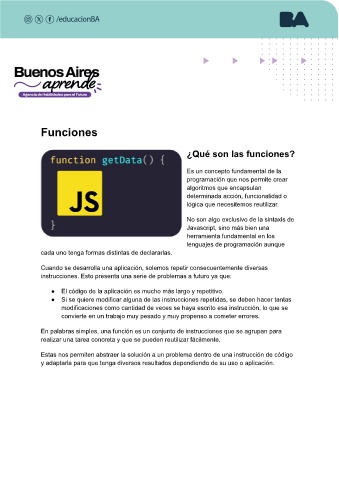 /educacionBA
BA
Buenos Aires
aprende
Agencia de Habilidades para el Futuro
Funciones
function getData() {
JS
}
¿Qué son las funciones?
Es un concepto fundamental de la
programación que nos permite crear
algoritmos que encapsulan
determinada acción, funcionalidad o
lógica que necesitemos reutilizar.
No son algo exclusivo de la sintaxis de
Javascript, sino más bien una
herramienta fundamental en los
lenguajes de programación aunque
cada uno tenga formas distintas de declararlas.
Cuando se desarrolla una aplicación, solemos repetir consecuentemente diversas
instrucciones. Esto presenta una serie de problemas a futuro ya que:
● El código de la aplicación es mucho más largo y repetitivo.
● Si se quiere modificar alguna de las instrucciones repetidas, se deben hacer tantas
modificaciones como cantidad de veces se haya escrito esa instrucción, lo que se
convierte en un trabajo muy pesado y muy propenso a cometer errores.
En palabras simples, una función es un conjunto de instrucciones que se agrupan para
realizar una tarea concreta y que se pueden reutilizar fácilmente.
Estas nos permiten abstraer la solución a un problema dentro de una instrucción de código
y adaptarla para que tenga diversos resultados dependiendo de su uso o aplicación.